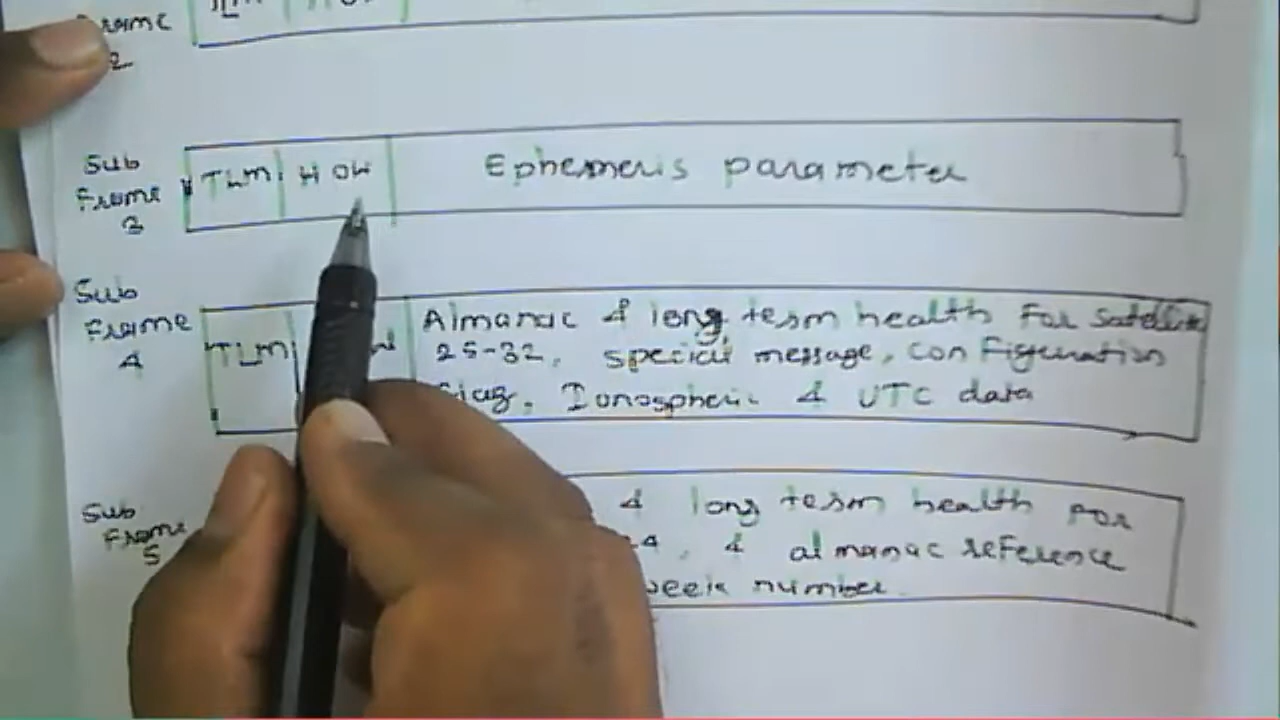 Frame
2
Sub
Frame
3
TLM HOW Ephemeris parameter
Sub
Frame
4
TLM
Almanac & long term health For Satellite
25-32, special message, configuration
flag, Ionospheric & UTC data
Sub
Frame
5
& long term health For
24, & almanac reference
week number.